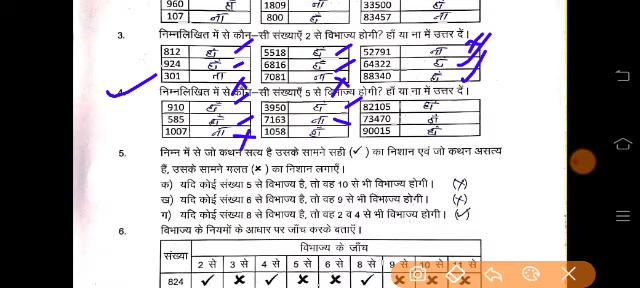 960 हाँ 1809 ना 33500 हाँ
107 ना 800 हाँ 83457 ना
3. निम्नलिखित में से कौन-सी संख्याएँ 2 से विभाज्य होगी? हाँ या ना में उत्तर दें।
812 हाँ 5518 हाँ 52791 ना
924 हाँ 6816 हाँ 64322 हाँ
301 ना 7081 ना 88340 हाँ
4. निम्नलिखित में से कौन-सी संख्याएँ 5 से विभाज्य होगी? हाँ या ना में उत्तर दें।
910 हाँ 3950 हाँ 82105 हाँ
585 हाँ 7163 ना 73470 हाँ
1007 ना 1058 90015 हाँ
5. निम्न में से जो कथन सत्य है उसके सामने सही (✓) का निशान एवं जो कथन असत्य
है, उसके सामने गलत (×) का निशान लगाएँ।
क) यदि कोई संख्या 5 से विभाज्य है, तो वह 10 से भी विभाज्य होगी। (×)
ख) यदि कोई संख्या 6 से विभाज्य है, तो वह 9 से भी विभाज्य होगी। (×)
ग) यदि कोई संख्या 8 से विभाज्य है, तो वह 2 व 4 से भी विभाज्य होगी। (✓)
6. विभाज्य के नियमों के आधार पर जाँच करके बताएँ।
संख्या विभाज्य के जाँच
2 से 3 से 4 से 5 से 6 से 8 से 9 से 10 से 11 से
824 ✓ × ✓ × × ✓ × × ×